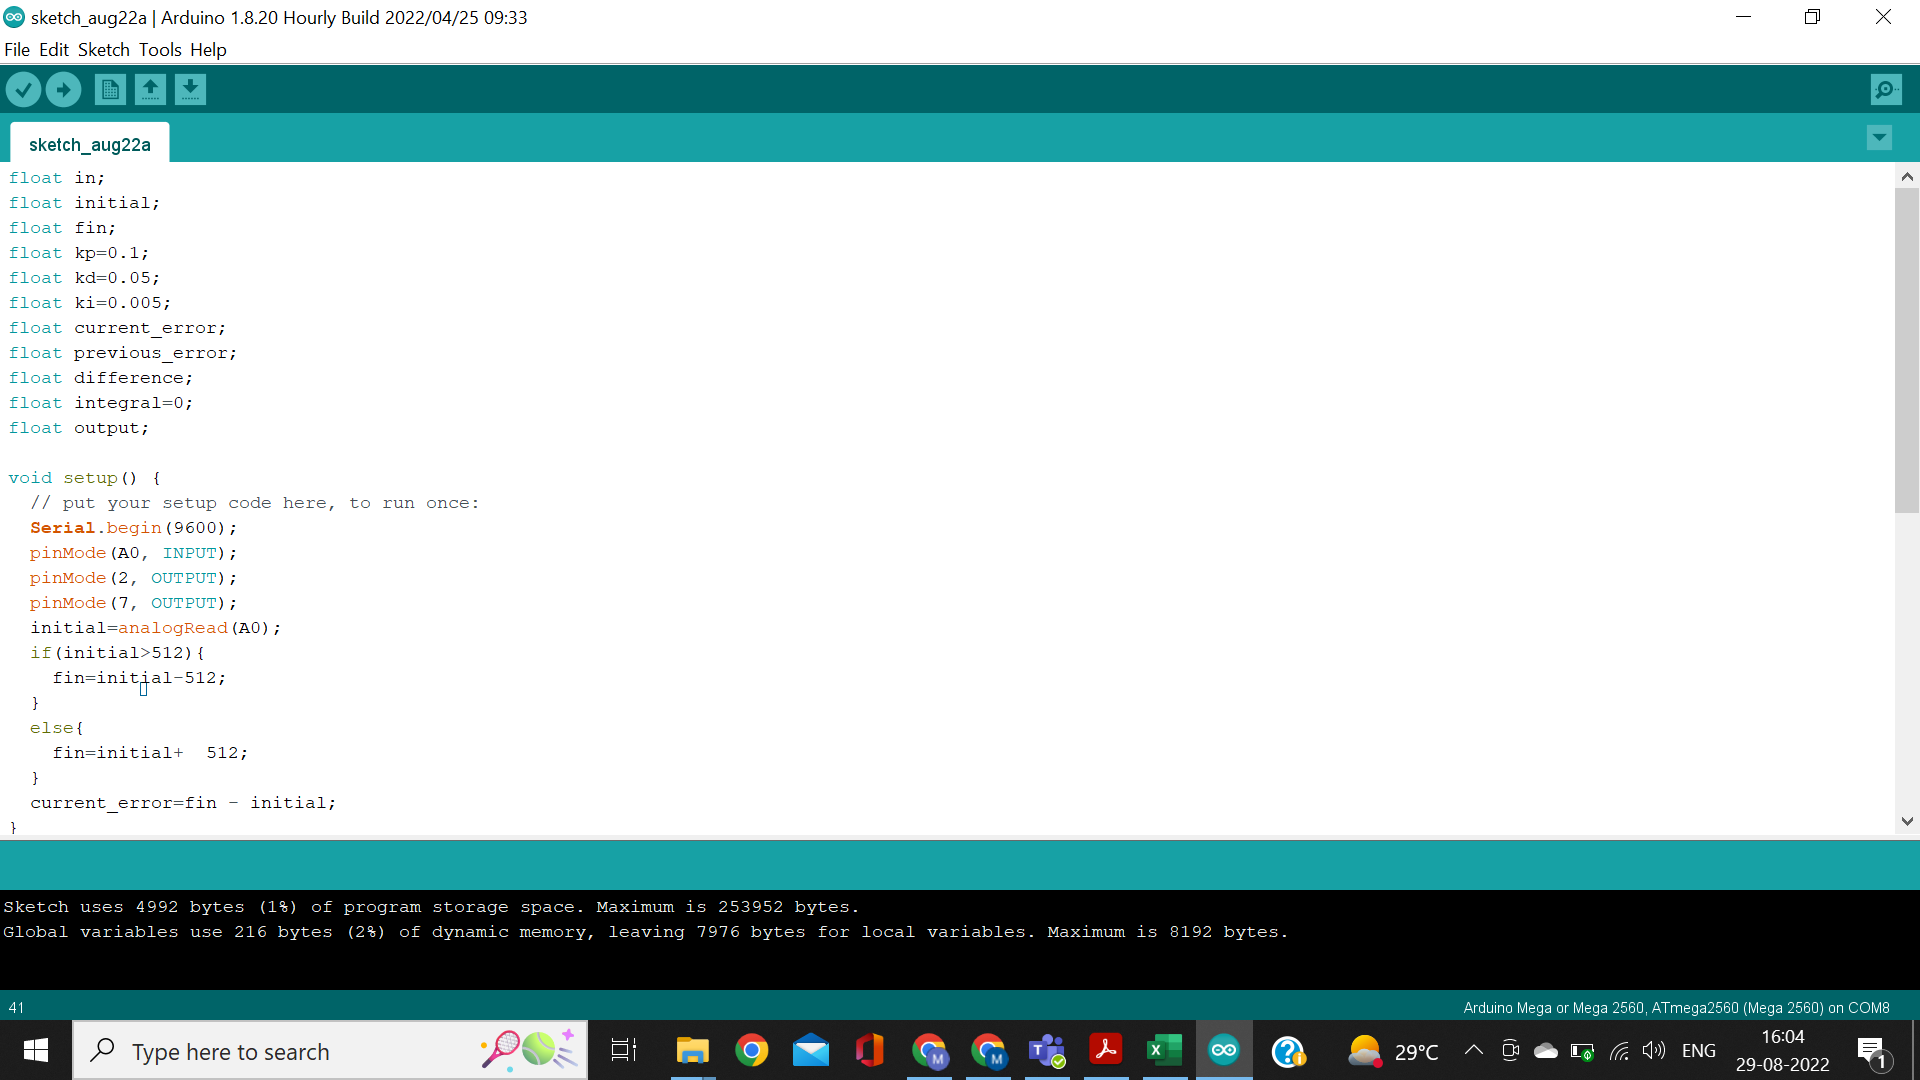 sketch_aug22a | Arduino 1.8.20 Hourly Build 2022/04/25 09:33
File Edit Sketch Tools Help
sketch_aug22a
float in;
float initial;
float fin;
float kp=0.1;
float kd=0.05;
float ki=0.005;
float current_error;
float previous_error;
float difference;
float integral=0;
float output;
void setup() {
  // put your setup code here, to run once:
  Serial.begin(9600);
  pinMode(A0, INPUT);
  pinMode(2, OUTPUT);
  pinMode(7, OUTPUT);
  initial=analogRead(A0);
  if(initial>512){
    fin=initial-512;
  }
  else{
    fin=initial+  512;
  }
  current_error=fin - initial;
}
Sketch uses 4992 bytes (1%) of program storage space. Maximum is 253952 bytes.
Global variables use 216 bytes (2%) of dynamic memory, leaving 7976 bytes for local variables. Maximum is 8192 bytes.
41
Arduino Mega or Mega 2560, ATmega2560 (Mega 2560) on COM8
Type here to search
M
M
T
X
29°C
ENG
16:04
29-08-2022
1